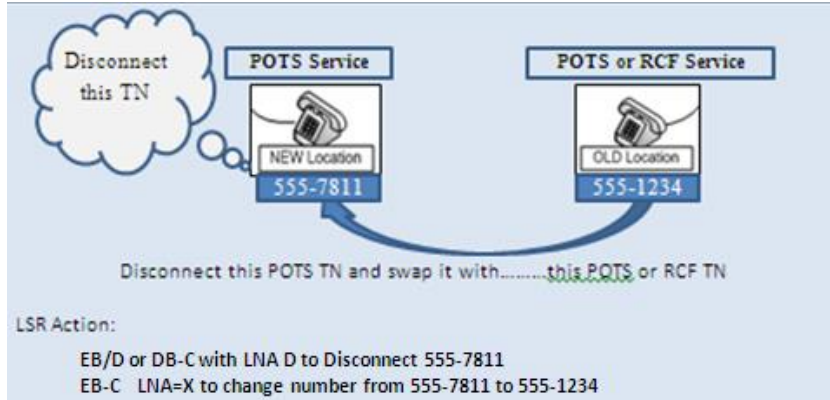 Disconnect
this TN
POTS Service
POTS or RCF Service
NEW Location
OLD Location
555-7811
555-1234
Disconnect this POTS TN and swap it with.........this POTS or RCF TN
LSR Action:
EB/D or DB-C with LNA D to Disconnect 555-7811
EB-C LNA=X to change number from 555-7811 to 555-1234